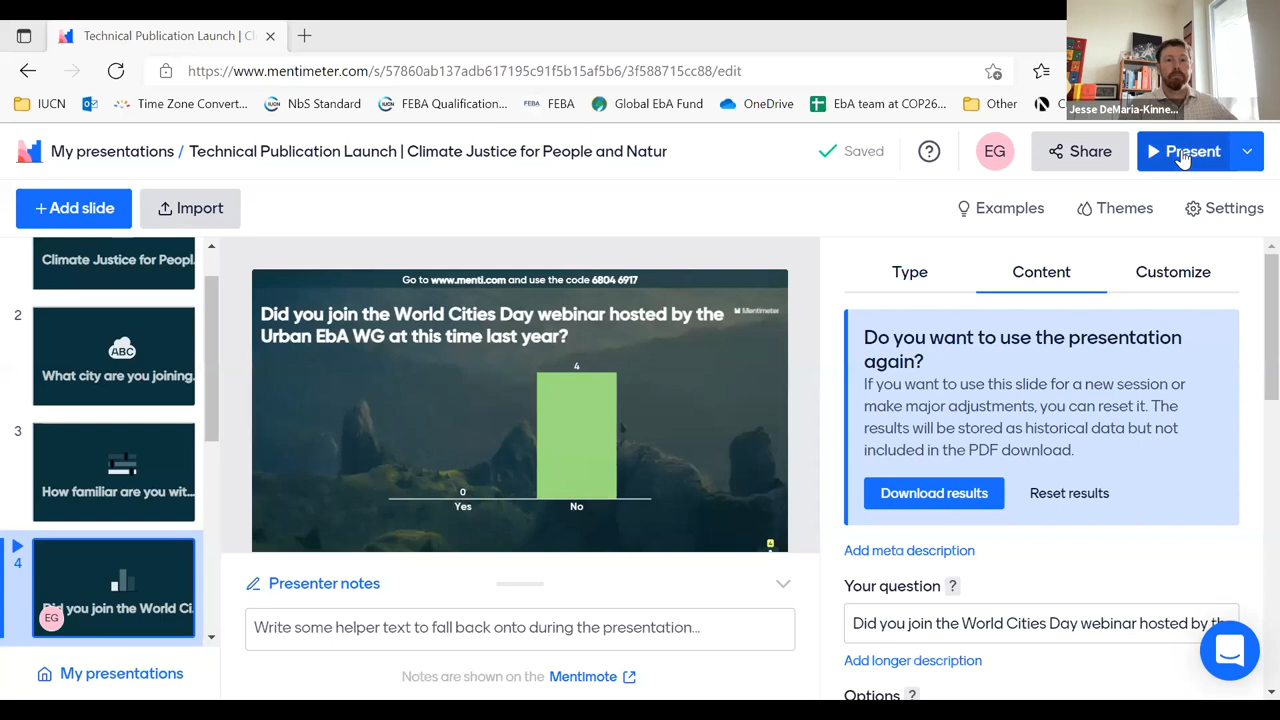 Technical Publication Launch | Cl
https://www.mentimeter.com/s/57860ab137adb617195c91f5b15af5b6/3f588715cc88/edit
IUCN
Time Zone Convert...
NbS Standard
FEBA Qualification...
FEBA
FEBA
Global EbA Fund
OneDrive
EbA team at COP26...
Other
Jesse DeMaria-Kinne...
My presentations / Technical Publication Launch | Climate Justice for People and Natur
Saved
EG
Share
Present
+ Add slide
Import
Examples
Themes
Settings
Climate Justice for Peopl
2
ABC
What city are you joining
3
How familiar are you wit...
4
Did you join the World Ci
EG
My presentations
Go to www.menti.com and use the code 6804 6917
Did you join the World Cities Day webinar hosted by the
Urban EbA WG at this time last year?
Mentimeter
4
0
Yes
No
4
Presenter notes
Write some helper text to fall back onto during the presentation...
Notes are shown on the Mentimote
Type
Content
Customize
Do you want to use the presentation
again?
If you want to use this slide for a new session or
make major adjustments, you can reset it. The
results will be stored as historical data but not
included in the PDF download.
Download results
Reset results
Add meta description
Your question ?
Did you join the World Cities Day webinar hosted by th
Add longer description
Options ?